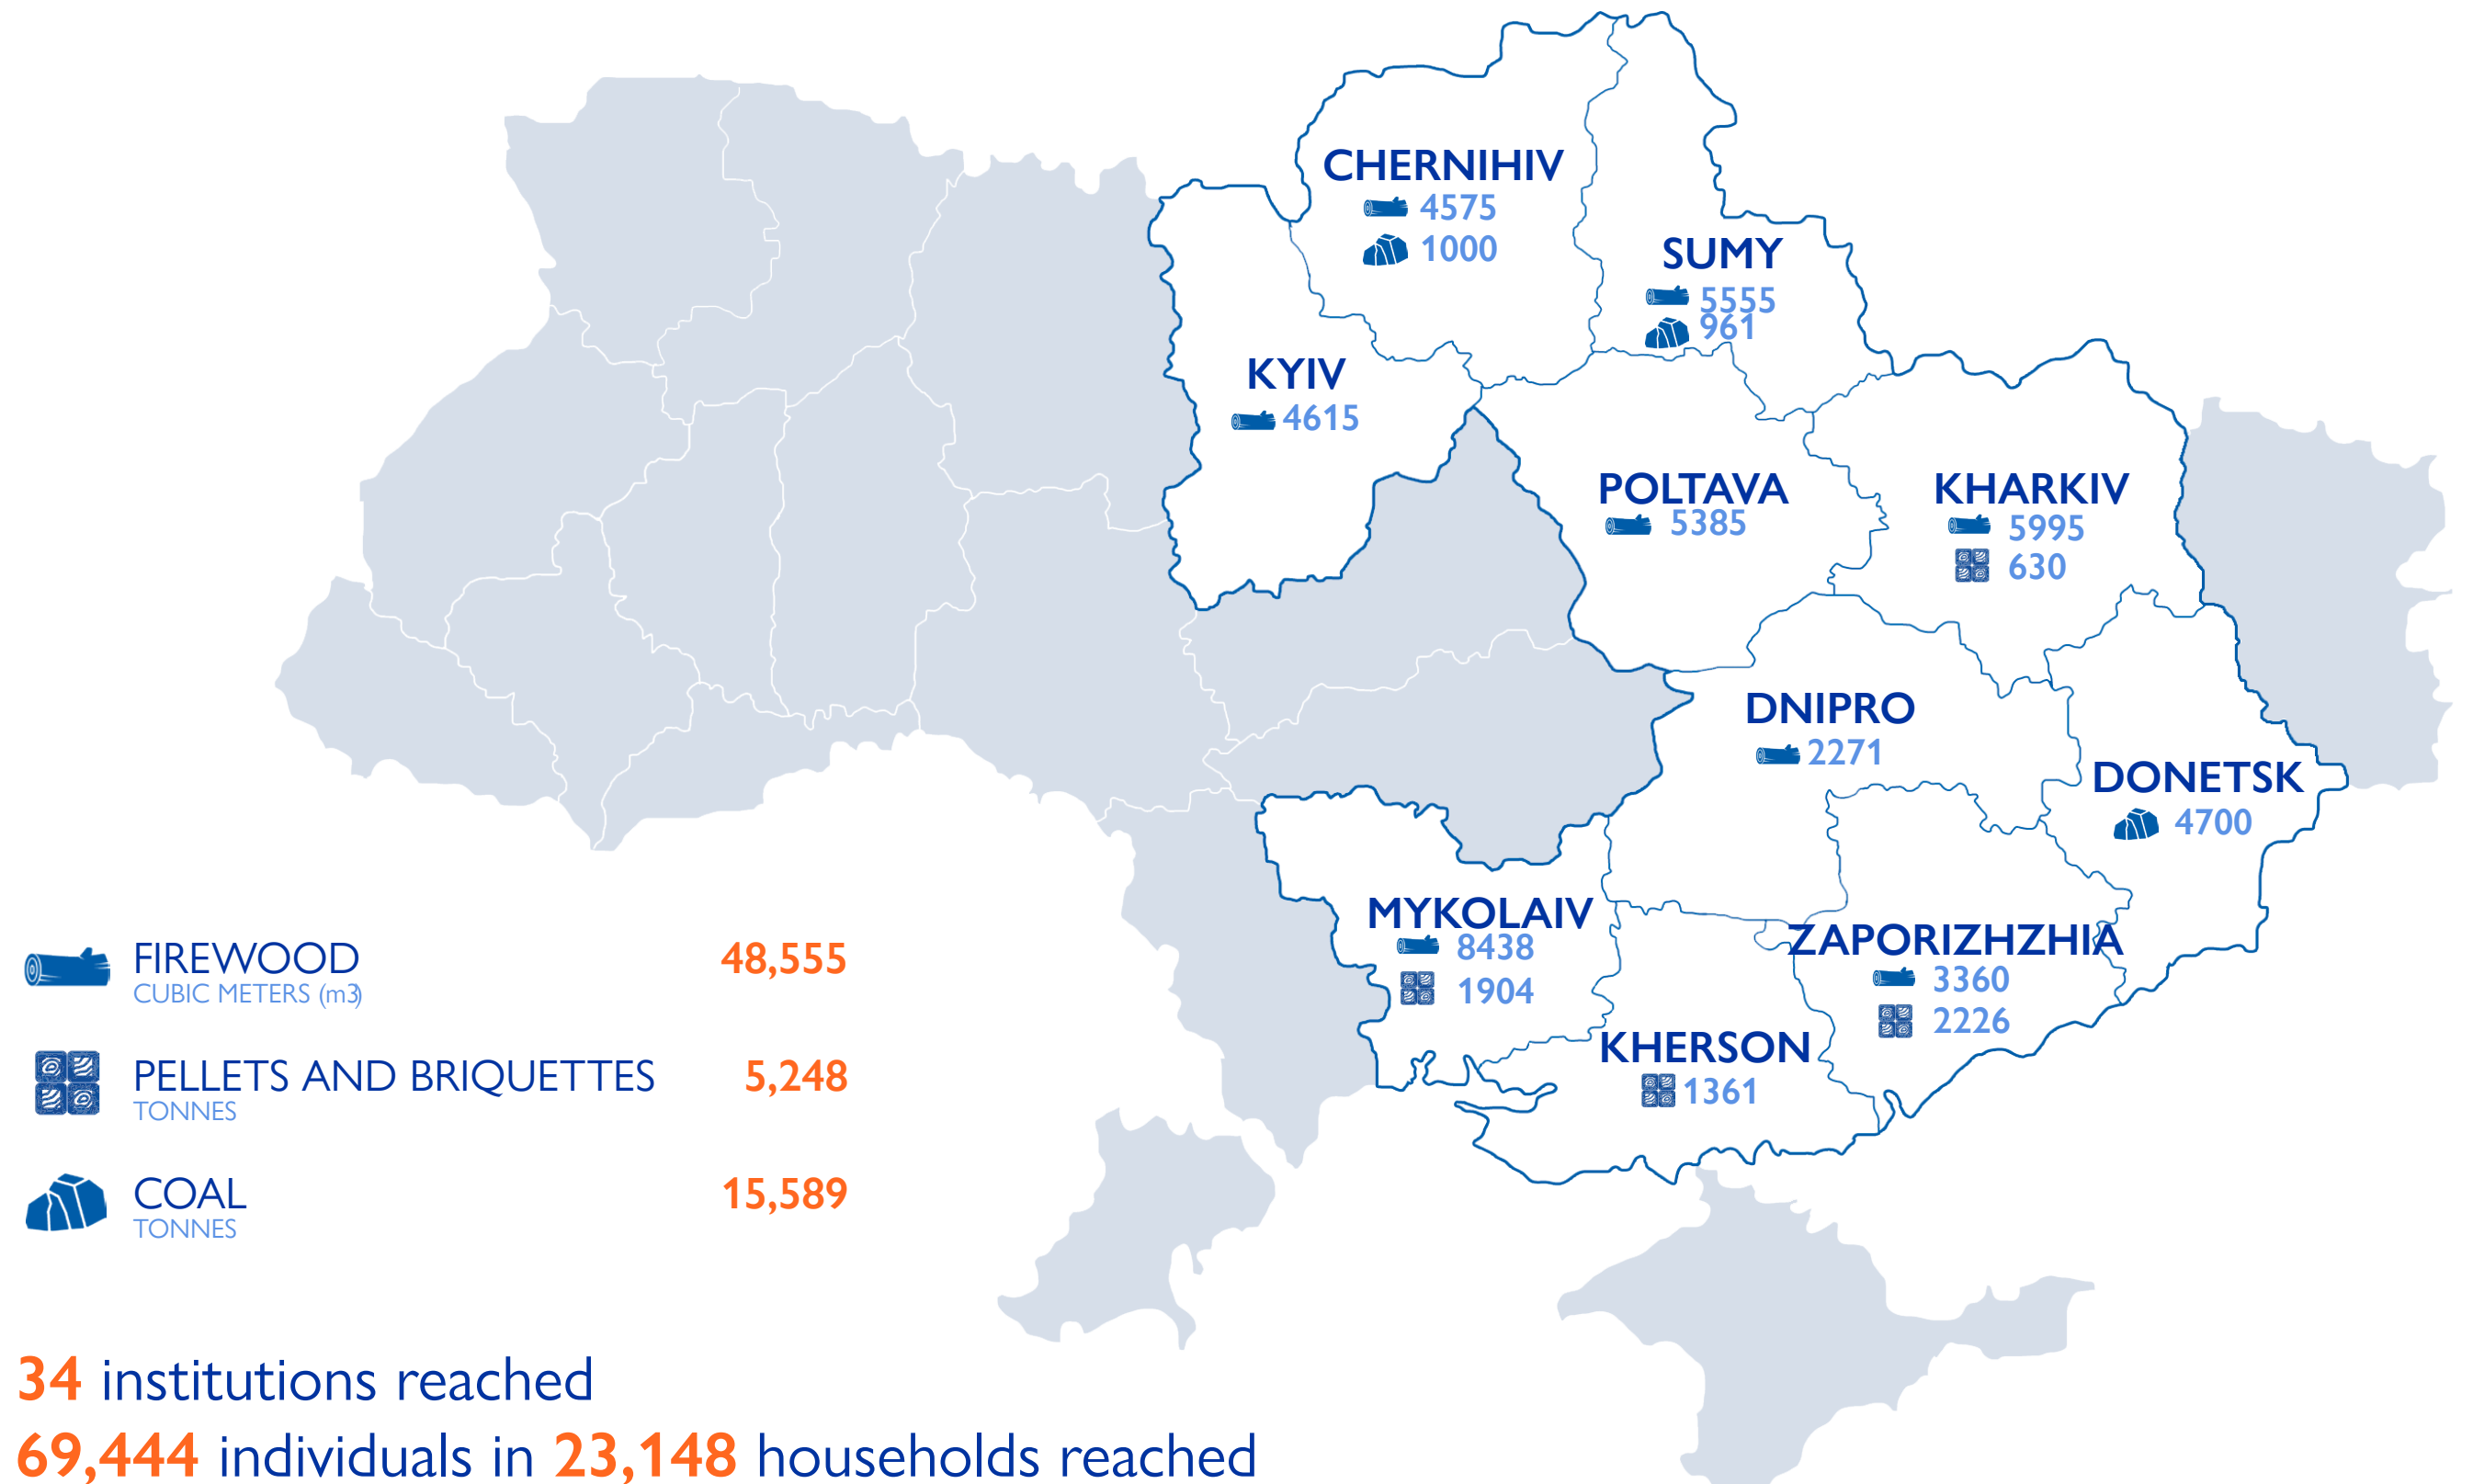 CHERNIHIV
4575
1000
SUMY
5555
961
KYIV
4615
POLTAVA
5385
KHARKIV
5995
630
DNIPRO
2271
DONETSK
4700
MYKOLAIV
8438
1904
ZAPORIZHZHIA
3360
2226
KHERSON
1361
FIREWOOD 48,555
CUBIC METERS (m3)
PELLETS AND BRIQUETTES 5,248
TONNES
COAL 15,589
TONNES
34 institutions reached
69,444 individuals in 23,148 households reached